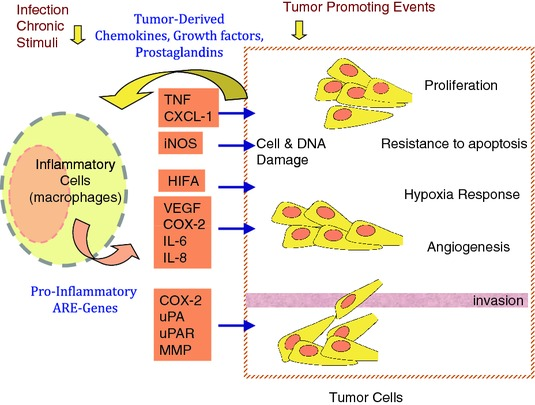 Infection
Chronic
Stimuli
Tumor-Derived
Chemokines, Growth factors,
Prostaglandins
Tumor Promoting Events
TNF
CXCL-1
iNOS
HIFA
VEGF
COX-2
IL-6
IL-8
COX-2
uPA
uPAR
MMP
Inflammatory
Cells
(macrophages)
Pro-Inflammatory
ARE-Genes
Proliferation
Cell & DNA
Damage
Resistance to apoptosis
Hypoxia Response
Angiogenesis
invasion
Tumor Cells